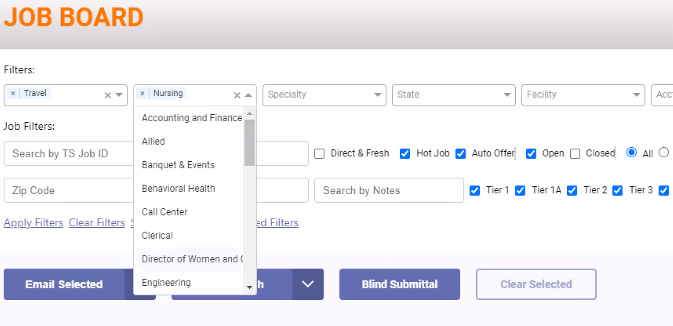 JOB BOARD
Filters:
× Travel × × Nursing × Specialty State Facility Acc
Accounting and Finance
Job Filters:
Allied
Search by TS Job ID Direct & Fresh Hot Job Auto Offer Open Closed All
Banquet & Events
Behavioral Health
Zip Code Search by Notes Tier 1 Tier 1A Tier 2 Tier 3
Call Center
Apply Filters Clear Filters S ed Filters
Clerical
Director of Women and C
Engineering
Email Selected h Blind Submittal Clear Selected